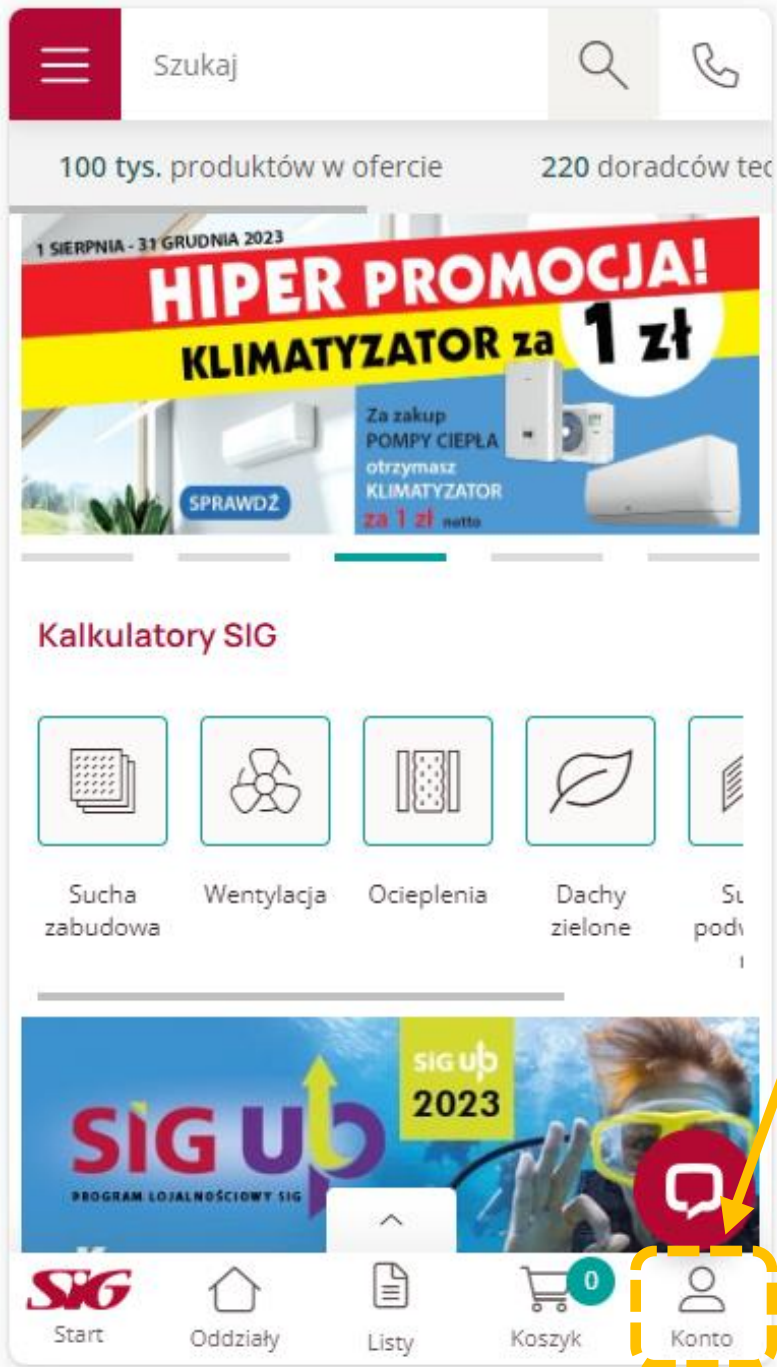 Szukaj
100 tys. produktów w ofercie 220 doradców tec
1 SIERPNIA - 31 GRUDNIA 2023
HIPER PROMOCJA!
KLIMATYZATOR za 1 zł
Za zakup
POMPY CIEPŁA
otrzymasz
KLIMATYZATOR
za 1 zł netto
SPRAWDŹ
Kalkulatory SIG
Sucha
zabudowa
Wentylacja
Ocieplenia
Dachy
zielone
SIG UP
2023
SIG UP
PROGRAM LOJALNOŚCIOWY SIG
SIG
Start
Oddziały
Listy
0
Koszyk
Konto